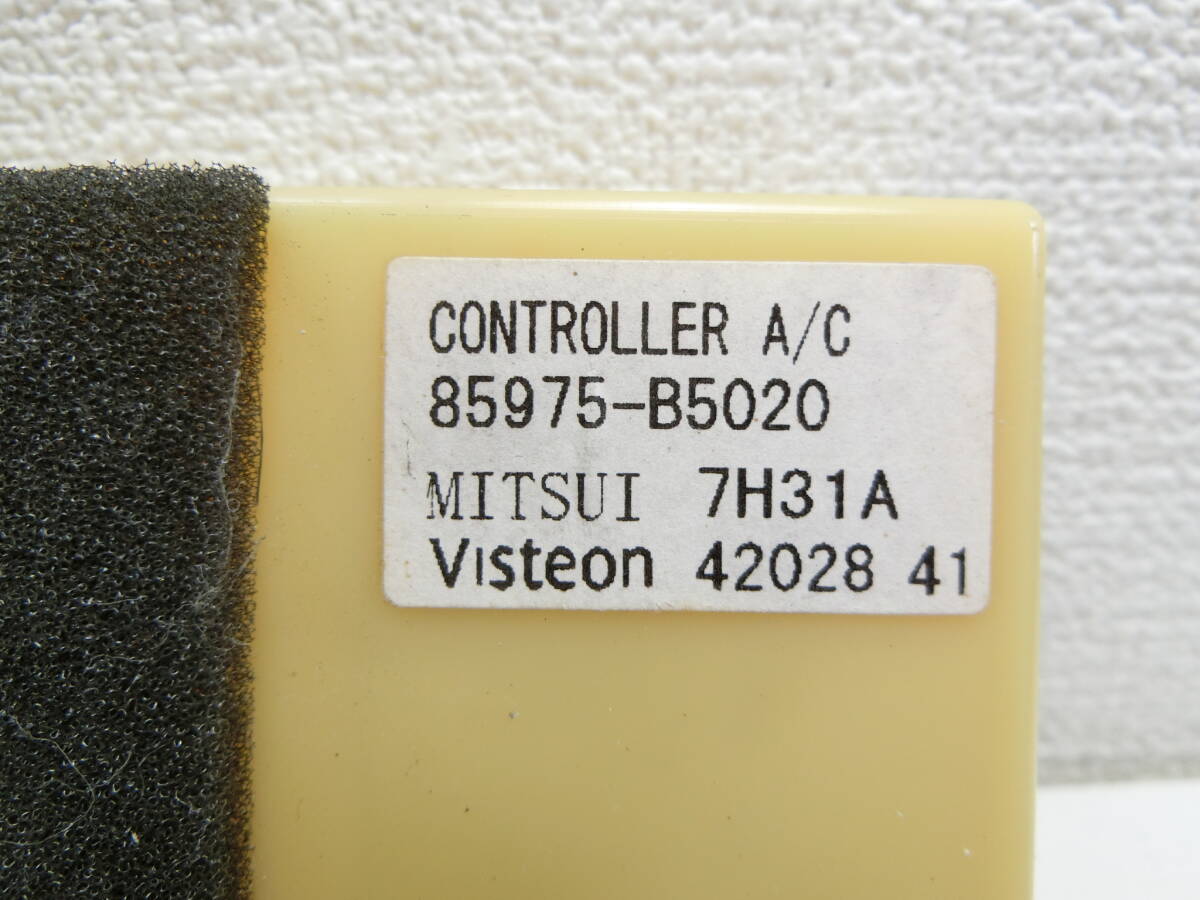 CONTROLLER A/C
85975-B5020
MITSUI 7H31A
Visteon 42028 41